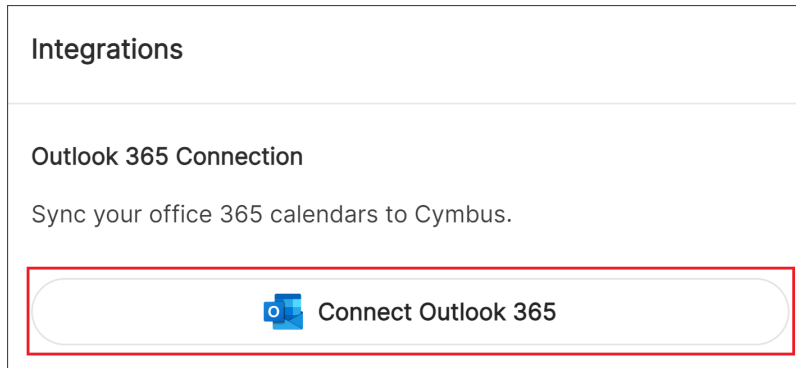 Integrations
Outlook 365 Connection
Sync your office 365 calendars to Cymbus.
Connect Outlook 365